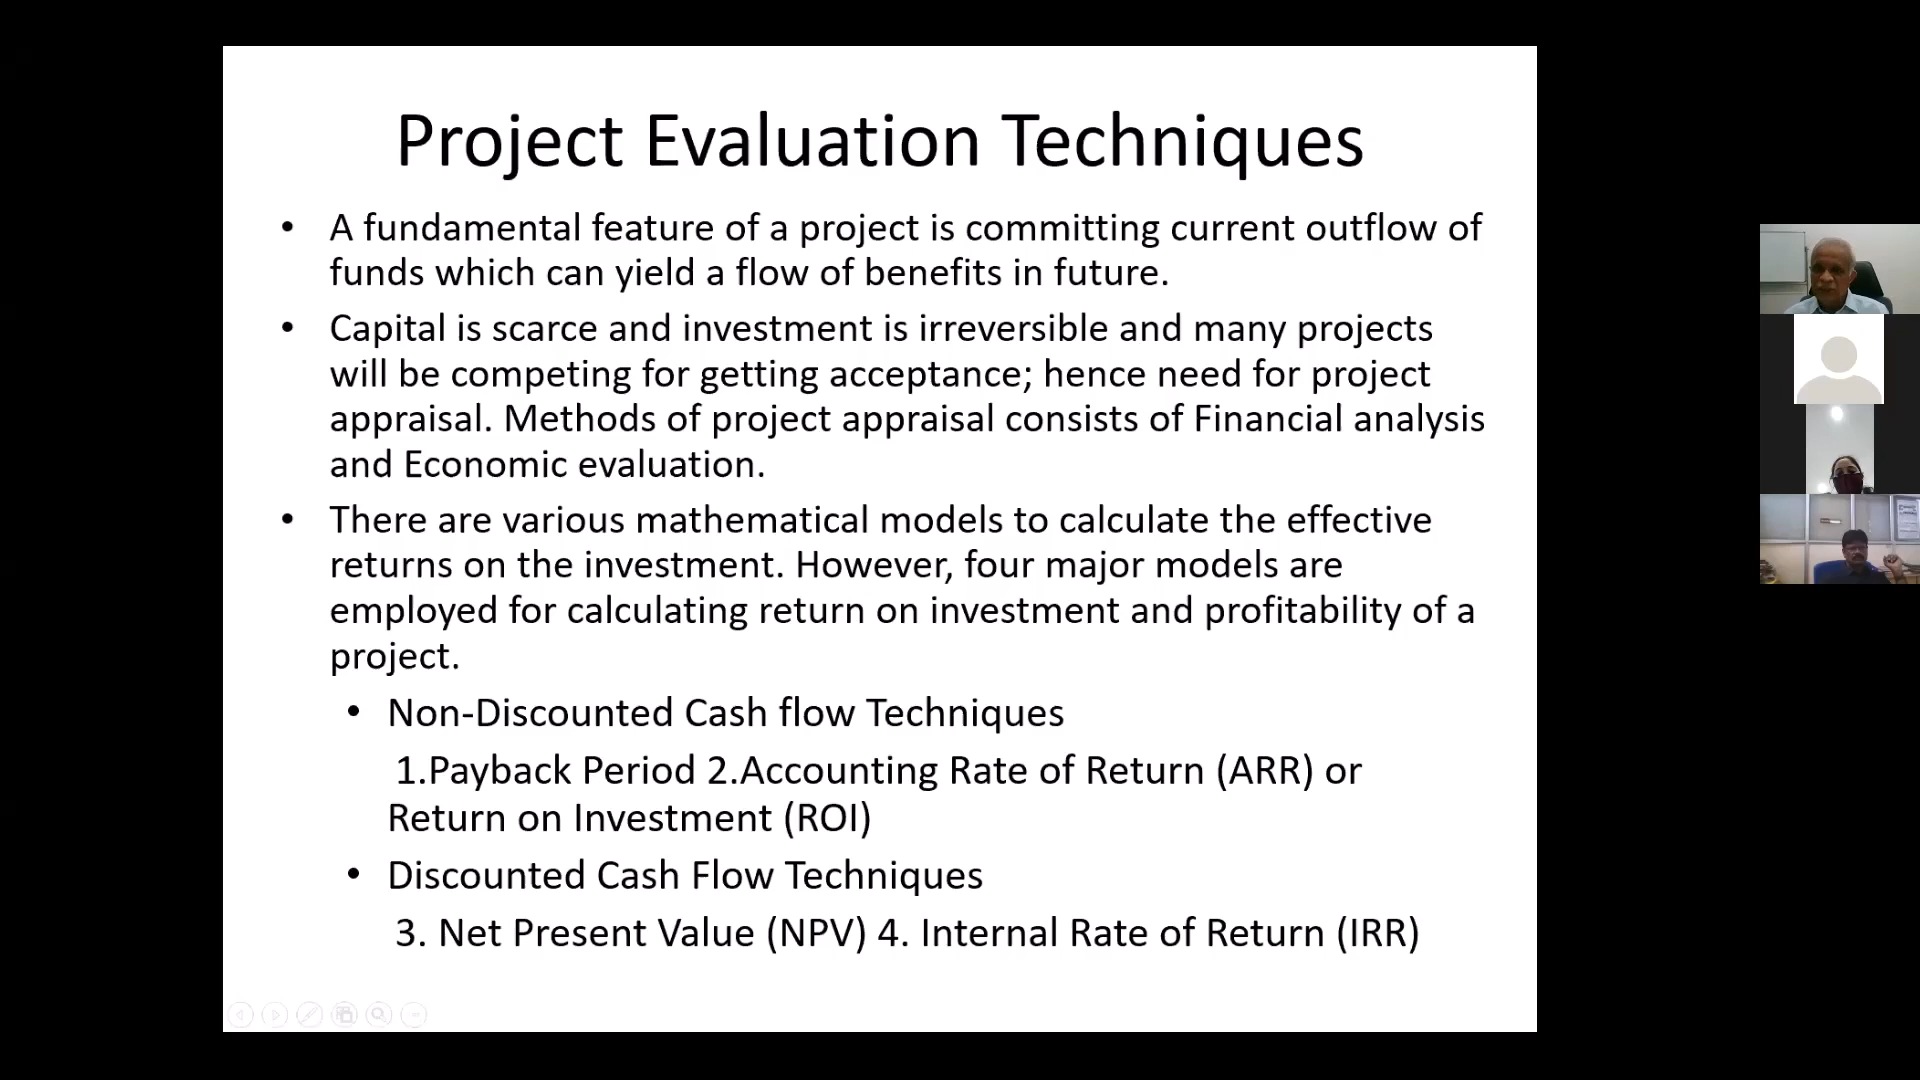 Project Evaluation Techniques
• A fundamental feature of a project is committing current outflow of
funds which can yield a flow of benefits in future.
• Capital is scarce and investment is irreversible and many projects
will be competing for getting acceptance; hence need for project
appraisal. Methods of project appraisal consists of Financial analysis
and Economic evaluation.
• There are various mathematical models to calculate the effective
returns on the investment. However, four major models are
employed for calculating return on investment and profitability of a
project.
• Non-Discounted Cash flow Techniques
1.Payback Period 2.Accounting Rate of Return (ARR) or
Return on Investment (ROI)
• Discounted Cash Flow Techniques
3. Net Present Value (NPV) 4. Internal Rate of Return (IRR)